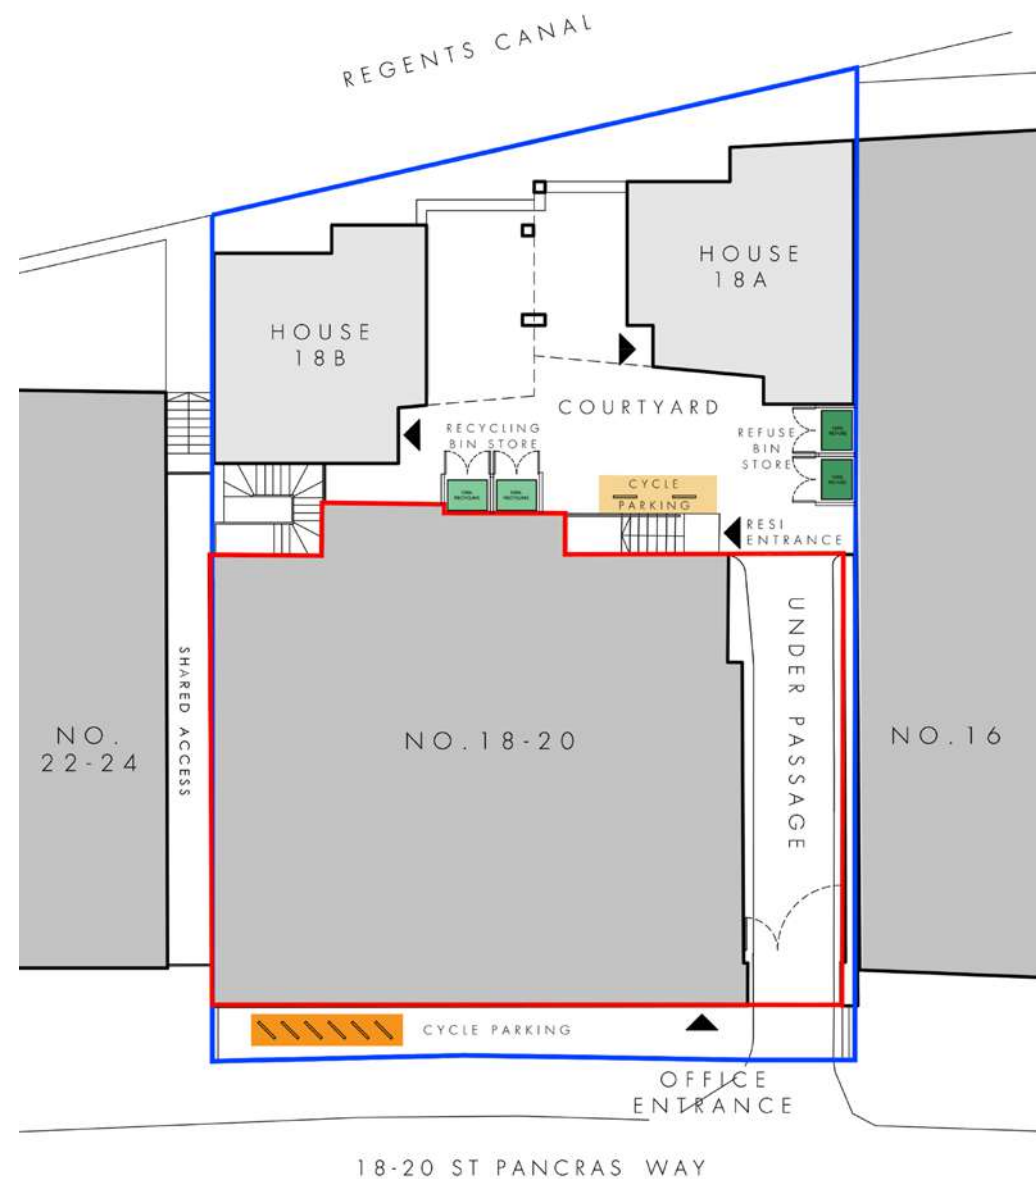 REGENTS CANAL
HOUSE
18A
HOUSE
18B
COURTYARD
RECYCLING
BIN STORE
REFUSE
BIN
STORE
CYCLE
PARKING
RESI
ENTRANCE
UNDER PASSAGE
SHARED ACCESS
NO.
22-24
NO.18-20
NO.16
CYCLE PARKING
OFFICE
ENTRANCE
18-20 ST PANCRAS WAY